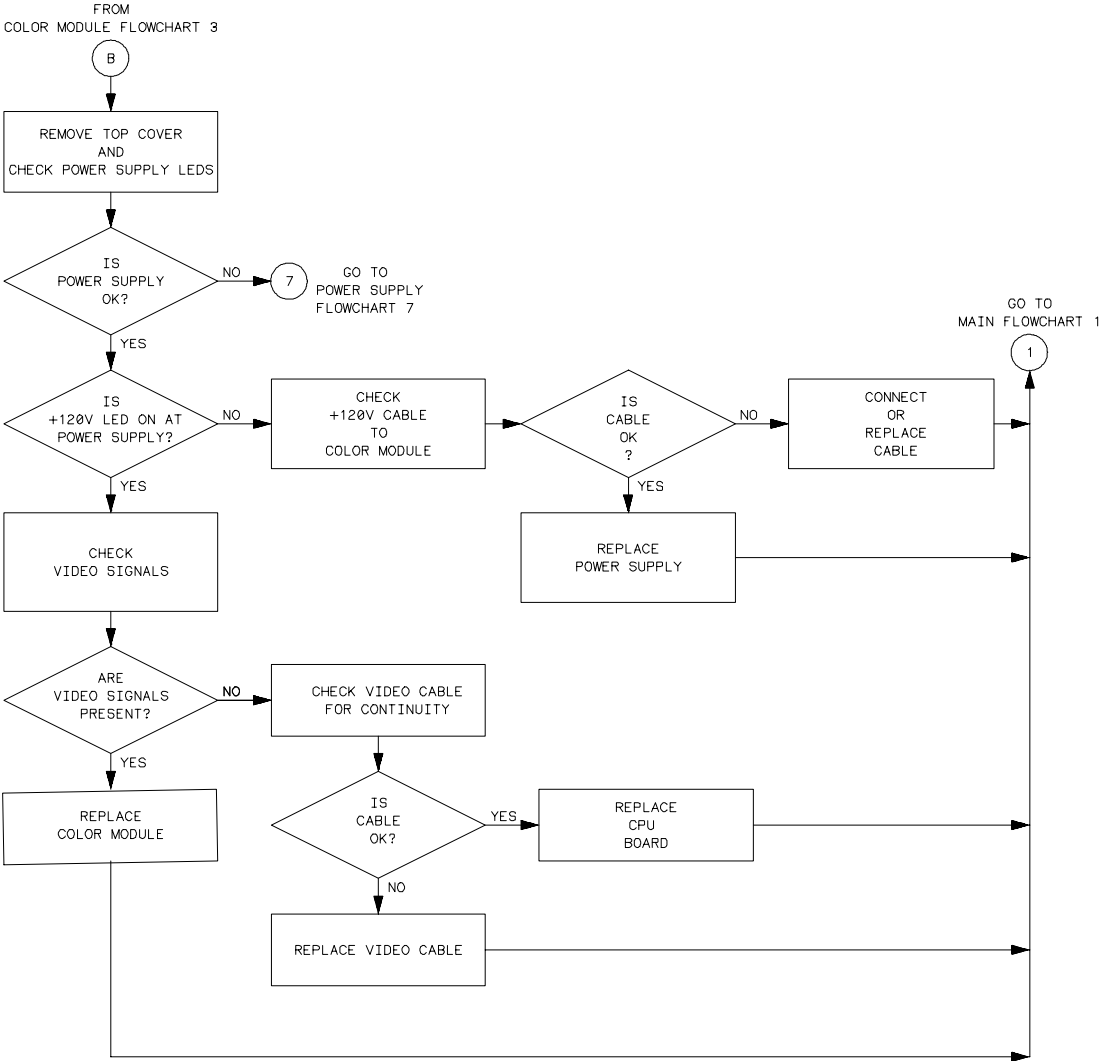 FROM
COLOR MODULE FLOWCHART 3
B
REMOVE TOP COVER
AND
CHECK POWER SUPPLY LEDS
IS
POWER SUPPLY
OK?
NO
7
GO TO
POWER SUPPLY
FLOWCHART 7
YES
GO TO
MAIN FLOWCHART 1
1
IS
+120V LED ON AT
POWER SUPPLY?
NO
CHECK
+120V CABLE
TO
COLOR MODULE
IS
CABLE
OK
?
NO
CONNECT
OR
REPLACE
CABLE
YES
YES
CHECK
VIDEO SIGNALS
REPLACE
POWER SUPPLY
ARE
VIDEO SIGNALS
PRESENT?
NO
CHECK VIDEO CABLE
FOR CONTINUITY
YES
REPLACE
COLOR MODULE
IS
CABLE
OK?
YES
REPLACE
CPU
BOARD
NO
REPLACE VIDEO CABLE